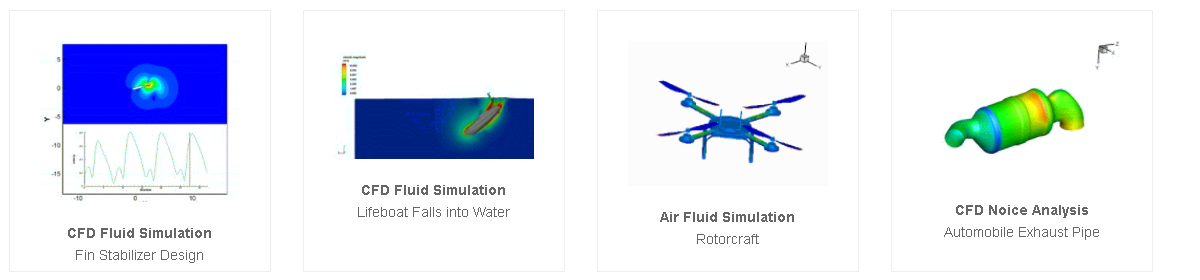 5
0
-5
-10
-15
Y
-10 0 10
CFD Fluid Simulation
Fin Stabilizer Design
CFD Fluid Simulation
Lifeboat Falls into Water
Air Fluid Simulation
Rotorcraft
CFD Noice Analysis
Automobile Exhaust Pipe